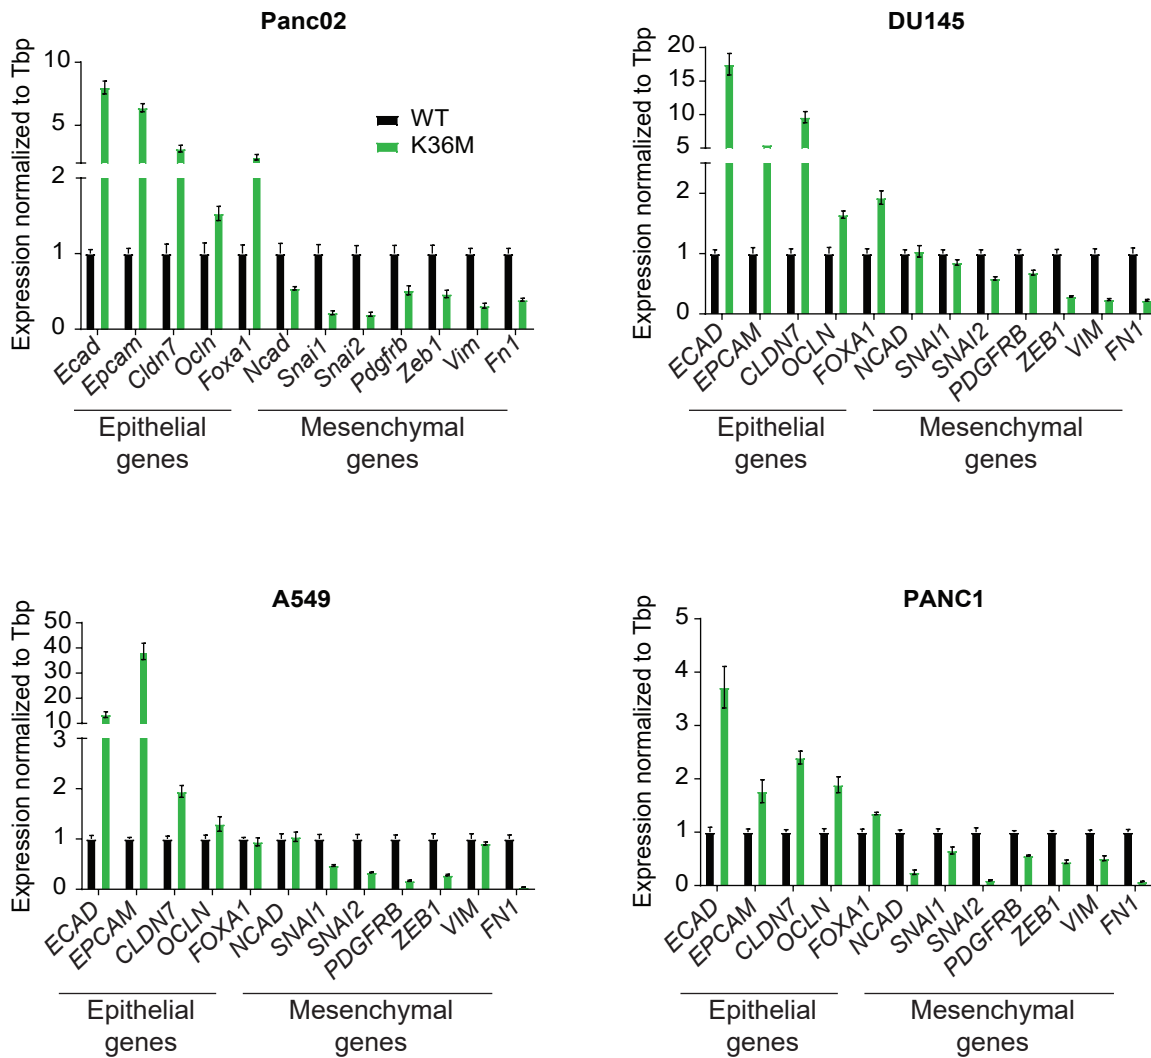 Panc02
Expression normalized to Tbp
10
5
2
1
0
WT
K36M
Ecad
Epcam
Cldn7
Ocln
Foxa1
Ncad
Snai1
Snai2
Pdgfrb
Zeb1
Vim
Fn1
Epithelial
genes
Mesenchymal
genes
DU145
Expression normalized to Tbp
20
15
10
5
2
1
0
ECAD
EPCAM
CLDN7
OCLN
FOXA1
NCAD
SNAI1
SNAI2
PDGFRB
ZEB1
VIM
FN1
Epithelial
genes
Mesenchymal
genes
A549
Expression normalized to Tbp
50
40
30
20
10
3
2
1
0
ECAD
EPCAM
CLDN7
OCLN
FOXA1
NCAD
SNAI1
SNAI2
PDGFRB
ZEB1
VIM
FN1
Epithelial
genes
Mesenchymal
genes
PANC1
Expression normalized to Tbp
5
4
3
2
1
0
ECAD
EPCAM
CLDN7
OCLN
FOXA1
NCAD
SNAI1
SNAI2
PDGFRB
ZEB1
VIM
FN1
Epithelial
genes
Mesenchymal
genes